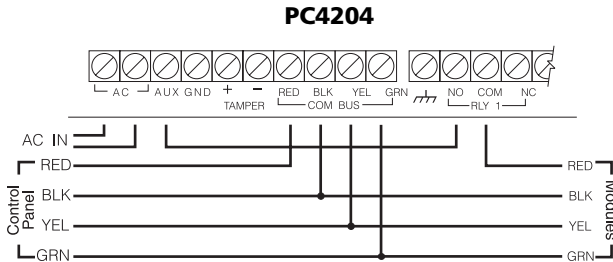 PC4204
AC AUX GND + − RED BLK YEL GRN NO COM NC
TAMPER COM BUS RLY 1
AC IN
RED RED
BLK BLK
YEL YEL
GRN GRN
Control Panel
Modules